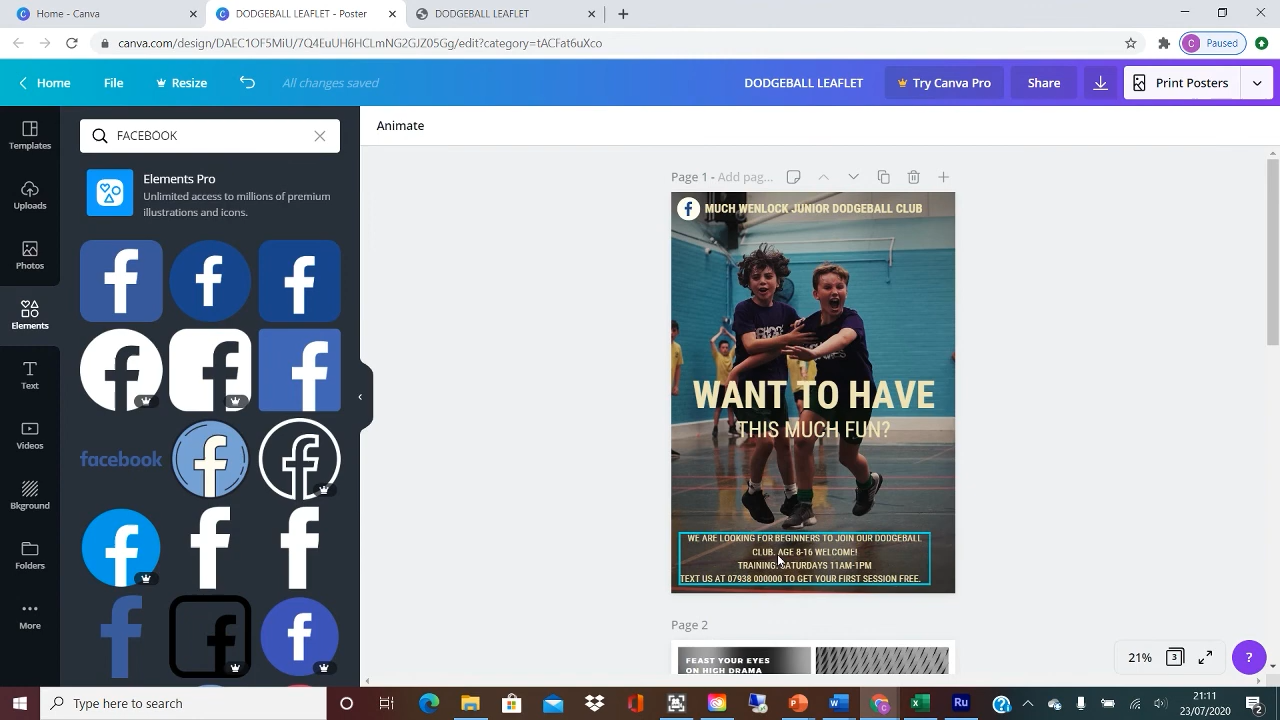 Home - Canva
DODGEBALL LEAFLET - Poster
DODGEBALL LEAFLET
canva.com/design/DAEC1OF5MiU/7Q4EuUH6HCLmNG2GJZ05Gg/edit?category=tACFat6uXco
C
Paused
Home
File
Resize
All changes saved
DODGEBALL LEAFLET
Try Canva Pro
Share
Print Posters
Templates
Uploads
Photos
Elements
Text
Videos
Bkground
Folders
More
FACEBOOK
Elements Pro
Unlimited access to millions of premium
illustrations and icons.
facebook
Animate
Page 1 - Add pag...
MUCH WENLOCK JUNIOR DODGEBALL CLUB
WANT TO HAVE
THIS MUCH FUN?
WE ARE LOOKING FOR BEGINNERS TO JOIN OUR DODGEBALL
CLUB. AGE 8-16 WELCOME!
TRAINING: SATURDAYS 11AM-1PM
TEXT US AT 07938 000000 TO GET YOUR FIRST SESSION FREE.
Page 2
FEAST YOUR EYES
ON HIGH DRAMA
21%
3
?
Type here to search
21:11
23/07/2020
2